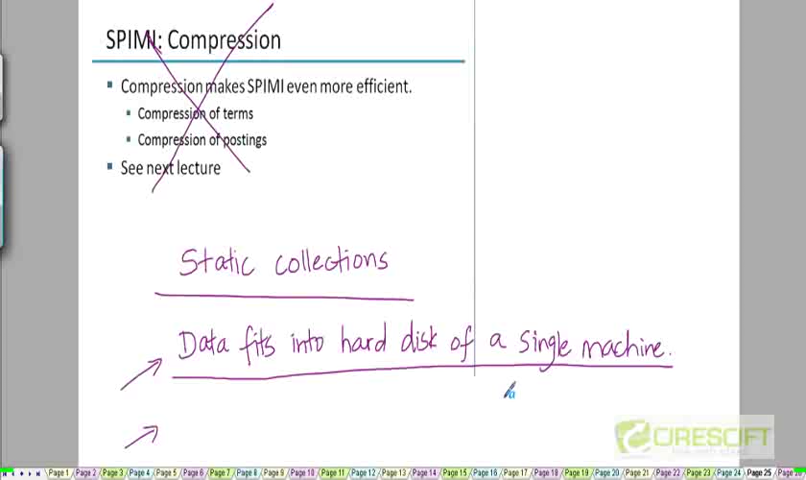 SPIMI: Compression
Compression makes SPIMI even more efficient.
Compression of terms
Compression of postings
See next lecture
Static collections
Data fits into hard disk of a single machine.
Page 1 Page 2 Page 3 Page 4 Page 5 Page 6 Page 7 Page 8 Page 9 Page 10 Page 11 Page 12 Page 13 Page 14 Page 15 Page 16 Page 17 Page 18 Page 19 Page 20 Page 21 Page 22 Page 23 Page 24 Page 25